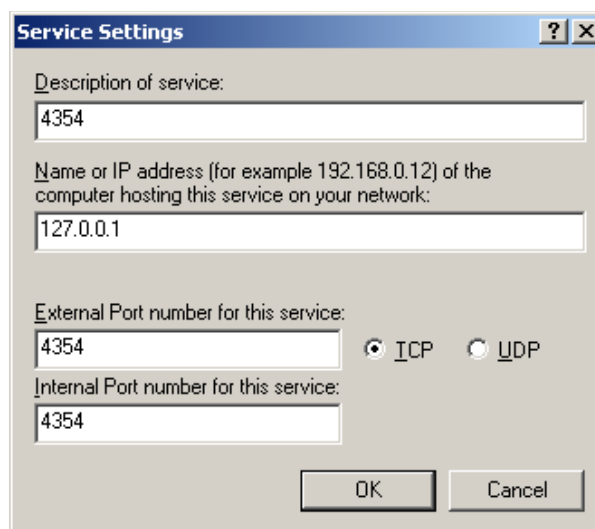 Service Settings
Description of service:
4354
Name or IP address (for example 192.168.0.12) of the
computer hosting this service on your network:
127.0.0.1
External Port number for this service:
4354
TCP
UDP
Internal Port number for this service:
4354
OK
Cancel